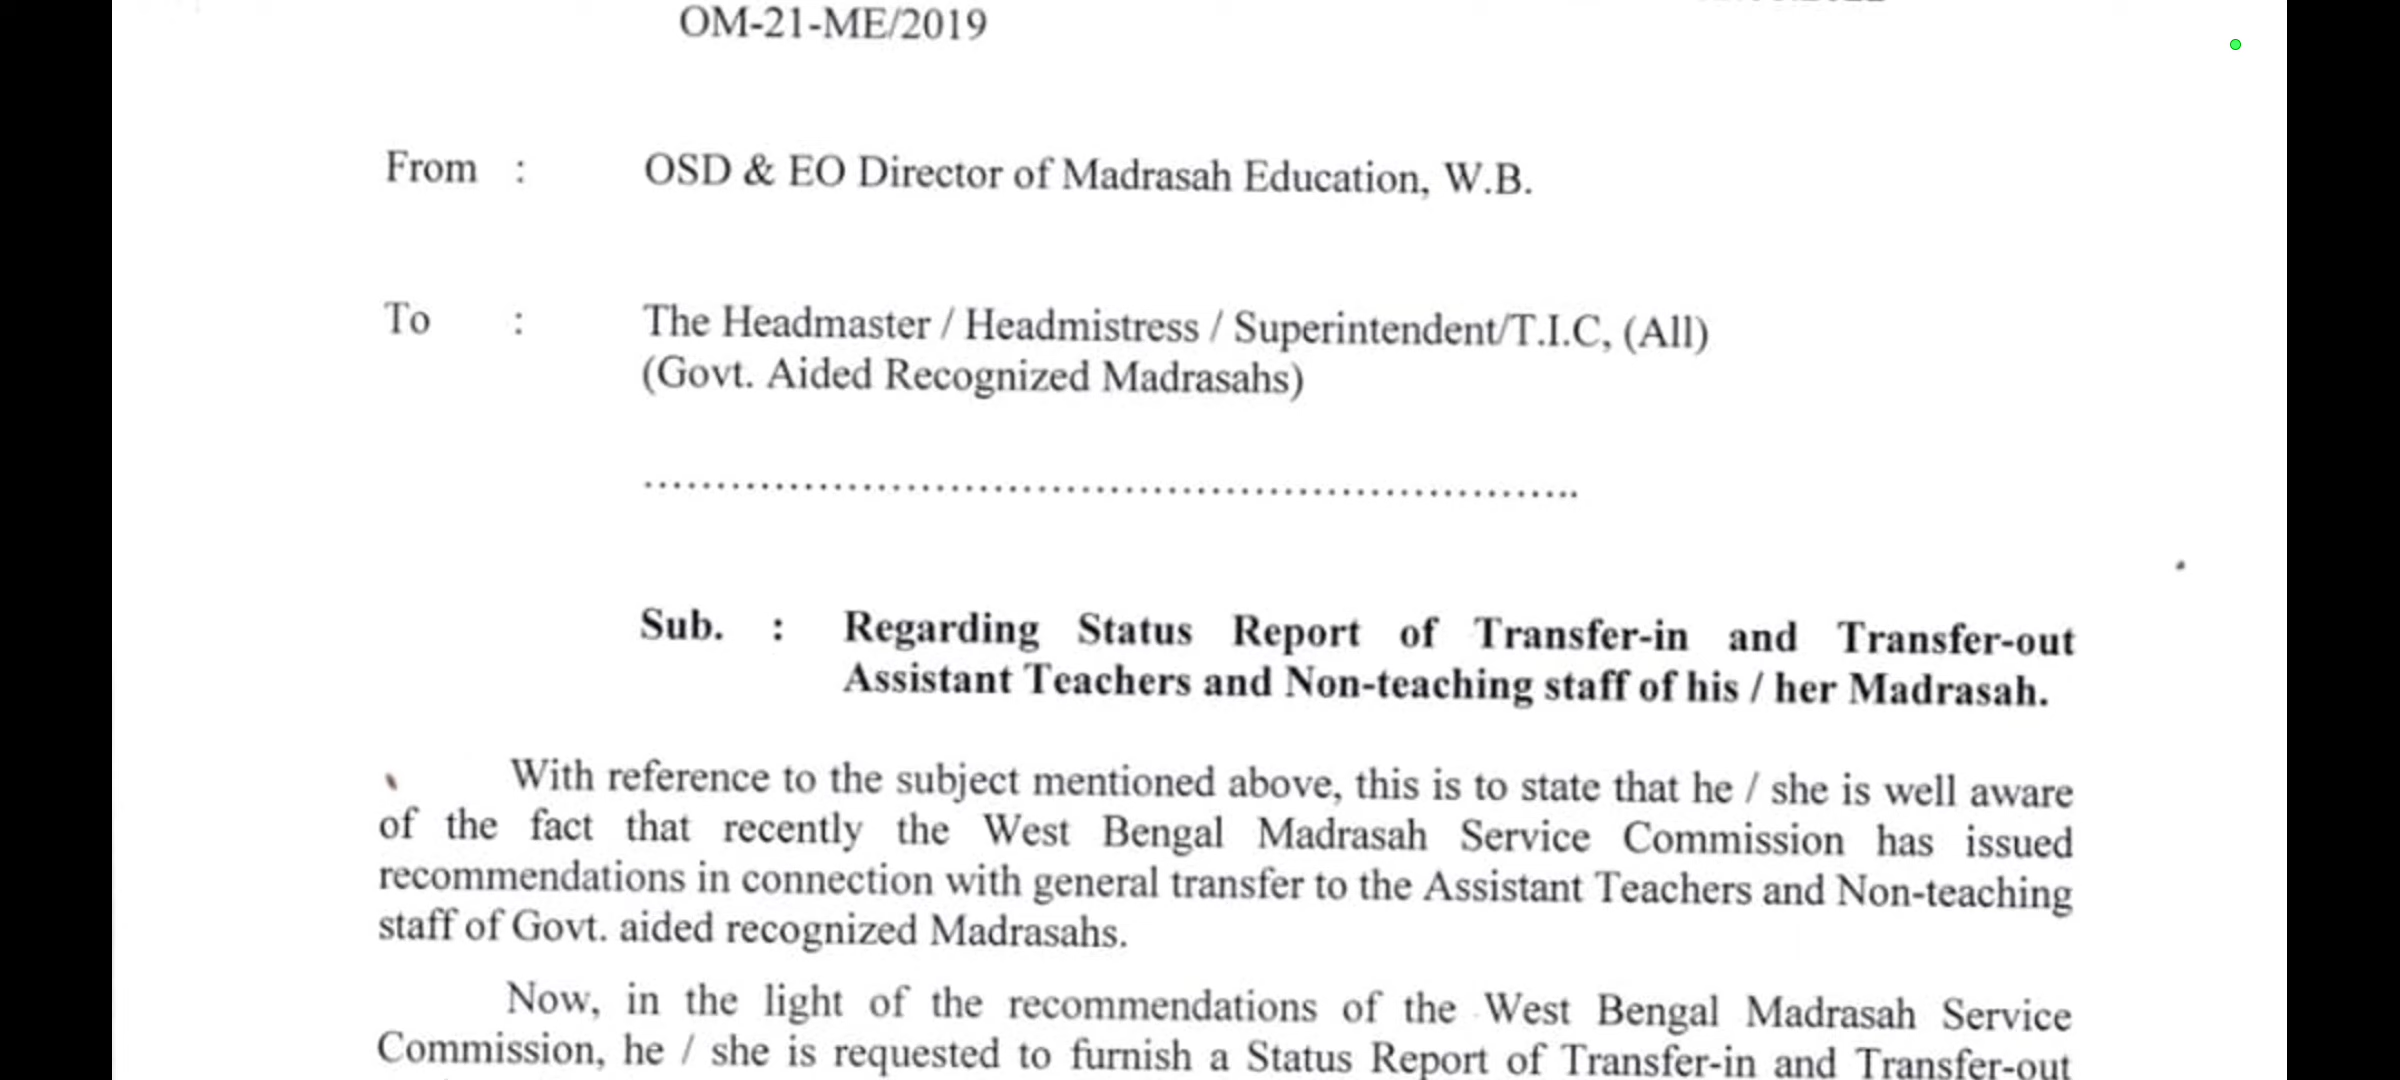 OM-21-ME/2019
From :
OSD & EO Director of Madrasah Education, W.B.
To :
The Headmaster / Headmistress / Superintendent/T.I.C, (All)
(Govt. Aided Recognized Madrasahs)
.................................................................
Sub. : Regarding Status Report of Transfer-in and Transfer-out
Assistant Teachers and Non-teaching staff of his / her Madrasah.
With reference to the subject mentioned above, this is to state that he / she is well aware
of the fact that recently the West Bengal Madrasah Service Commission has issued
recommendations in connection with general transfer to the Assistant Teachers and Non-teaching
staff of Govt. aided recognized Madrasahs.
Now, in the light of the recommendations of the West Bengal Madrasah Service
Commission, he / she is requested to furnish a Status Report of Transfer-in and Transfer-out